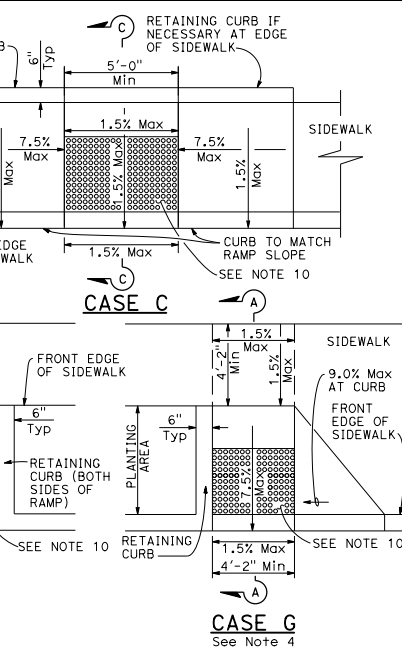 C
RETAINING CURB IF
NECESSARY AT EDGE
OF SIDEWALK
B
6"
Typ
5'-0"
Min
1.5% Max
SIDEWALK
7.5%
Max
7.5%
Max
Max
1.5% Max
1.5%
Max
EDGE
WALK
1.5% Max
CURB TO MATCH
RAMP SLOPE
SEE NOTE 10
C
CASE C
A
1.5%
Max
SIDEWALK
4'-2"
Min
1.5%
Max
FRONT EDGE
OF SIDEWALK
9.0% Max
AT CURB
6"
Typ
6"
Typ
FRONT
EDGE OF
SIDEWALK
PLANTING
AREA
RETAINING
CURB (BOTH
SIDES OF
RAMP)
7.5%
Max
SEE NOTE 10
RETAINING
CURB
1.5% Max
SEE NOTE 10
4'-2" Min
A
CASE G
See Note 4